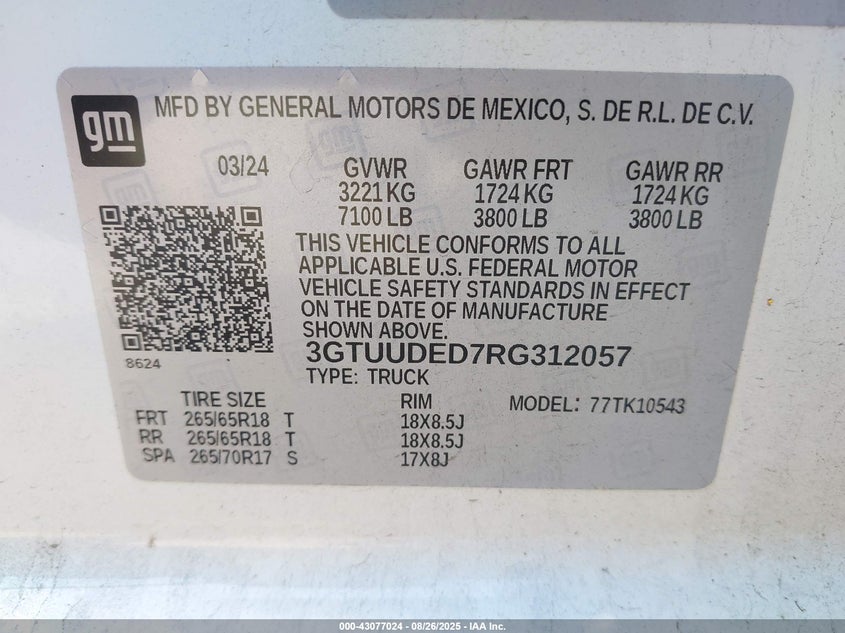 gm
MFD BY GENERAL MOTORS DE MEXICO, S. DE R.L. DE C.V.
03/24 GVWR GAWR FRT GAWR RR
3221 KG 1724 KG 1724 KG
7100 LB 3800 LB 3800 LB
THIS VEHICLE CONFORMS TO ALL
APPLICABLE U.S. FEDERAL MOTOR
VEHICLE SAFETY STANDARDS IN EFFECT
ON THE DATE OF MANUFACTURE
SHOWN ABOVE.
8624
3GTUUDED7RG312057
TYPE: TRUCK
TIRE SIZE RIM MODEL: 77TK10543
FRT 265/65R18 T 18X8.5J
RR 265/65R18 T 18X8.5J
SPA 265/70R17 S 17X8J
000-43077024 - 08/26/2025 - IAA Inc.